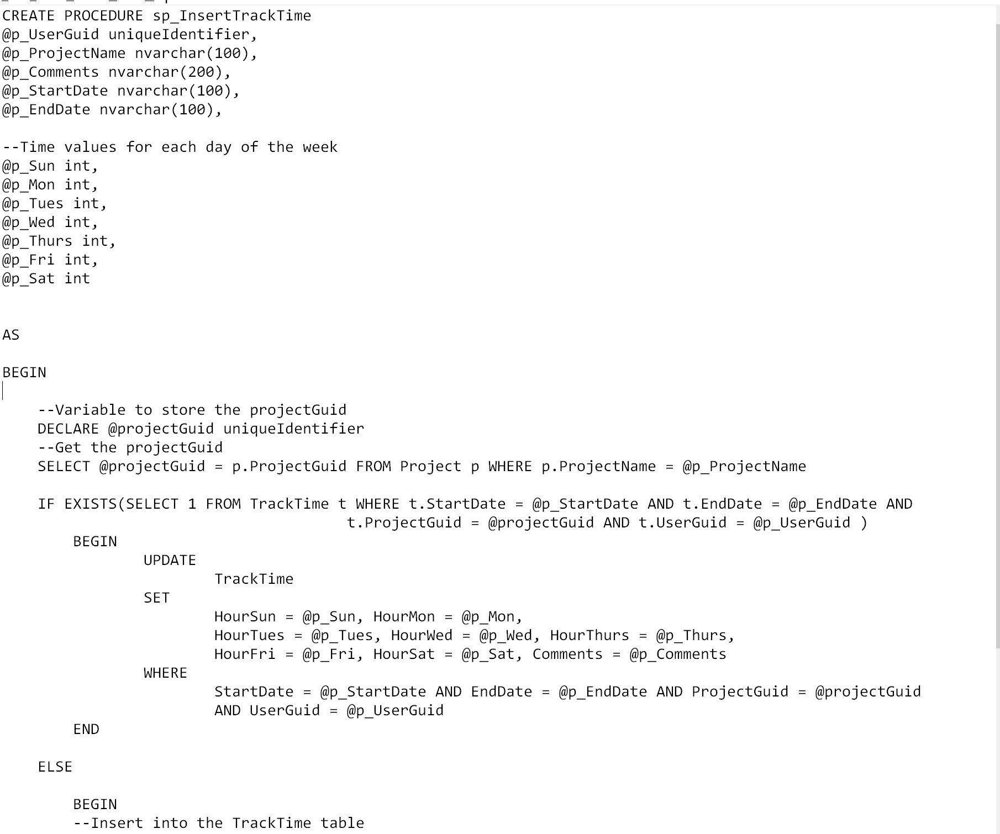 CREATE PROCEDURE sp_InsertTrackTime
@p_UserGuid uniqueIdentifier,
@p_ProjectName nvarchar(100),
@p_Comments nvarchar(200),
@p_StartDate nvarchar(100),
@p_EndDate nvarchar(100),
--Time values for each day of the week
@p_Sun int,
@p_Mon int,
@p_Tues int,
@p_Wed int,
@p_Thurs int,
@p_Fri int,
@p_Sat int
AS
BEGIN
--Variable to store the projectGuid
DECLARE @projectGuid uniqueIdentifier
--Get the projectGuid
SELECT @projectGuid = p.ProjectGuid FROM Project p WHERE p.ProjectName = @p_ProjectName
IF EXISTS(SELECT 1 FROM TrackTime t WHERE t.StartDate = @p_StartDate AND t.EndDate = @p_EndDate AND
t.ProjectGuid = @projectGuid AND t.UserGuid = @p_UserGuid )
BEGIN
UPDATE
TrackTime
SET
HourSun = @p_Sun, HourMon = @p_Mon,
HourTues = @p_Tues, HourWed = @p_Wed, HourThurs = @p_Thurs,
HourFri = @p_Fri, HourSat = @p_Sat, Comments = @p_Comments
WHERE
StartDate = @p_StartDate AND EndDate = @p_EndDate AND ProjectGuid = @projectGuid
AND UserGuid = @p_UserGuid
END
ELSE
BEGIN
--Insert into the TrackTime table